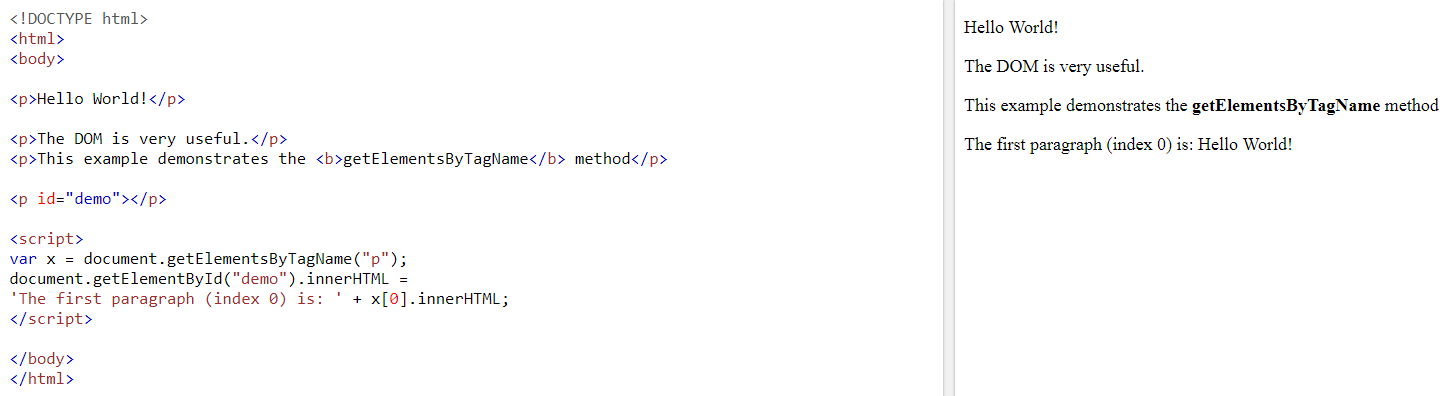 <!DOCTYPE html>
<html>
<body>
<p>Hello World!</p>
<p>The DOM is very useful.</p>
<p>This example demonstrates the <b>getElementsByTagName</b> method</p>
<p id="demo"></p>
<script>
var x = document.getElementsByTagName("p");
document.getElementById("demo").innerHTML =
'The first paragraph (index 0) is: ' + x[0].innerHTML;
</script>
</body>
</html>
Hello World!
The DOM is very useful.
This example demonstrates the getElementsByTagName method
The first paragraph (index 0) is: Hello World!